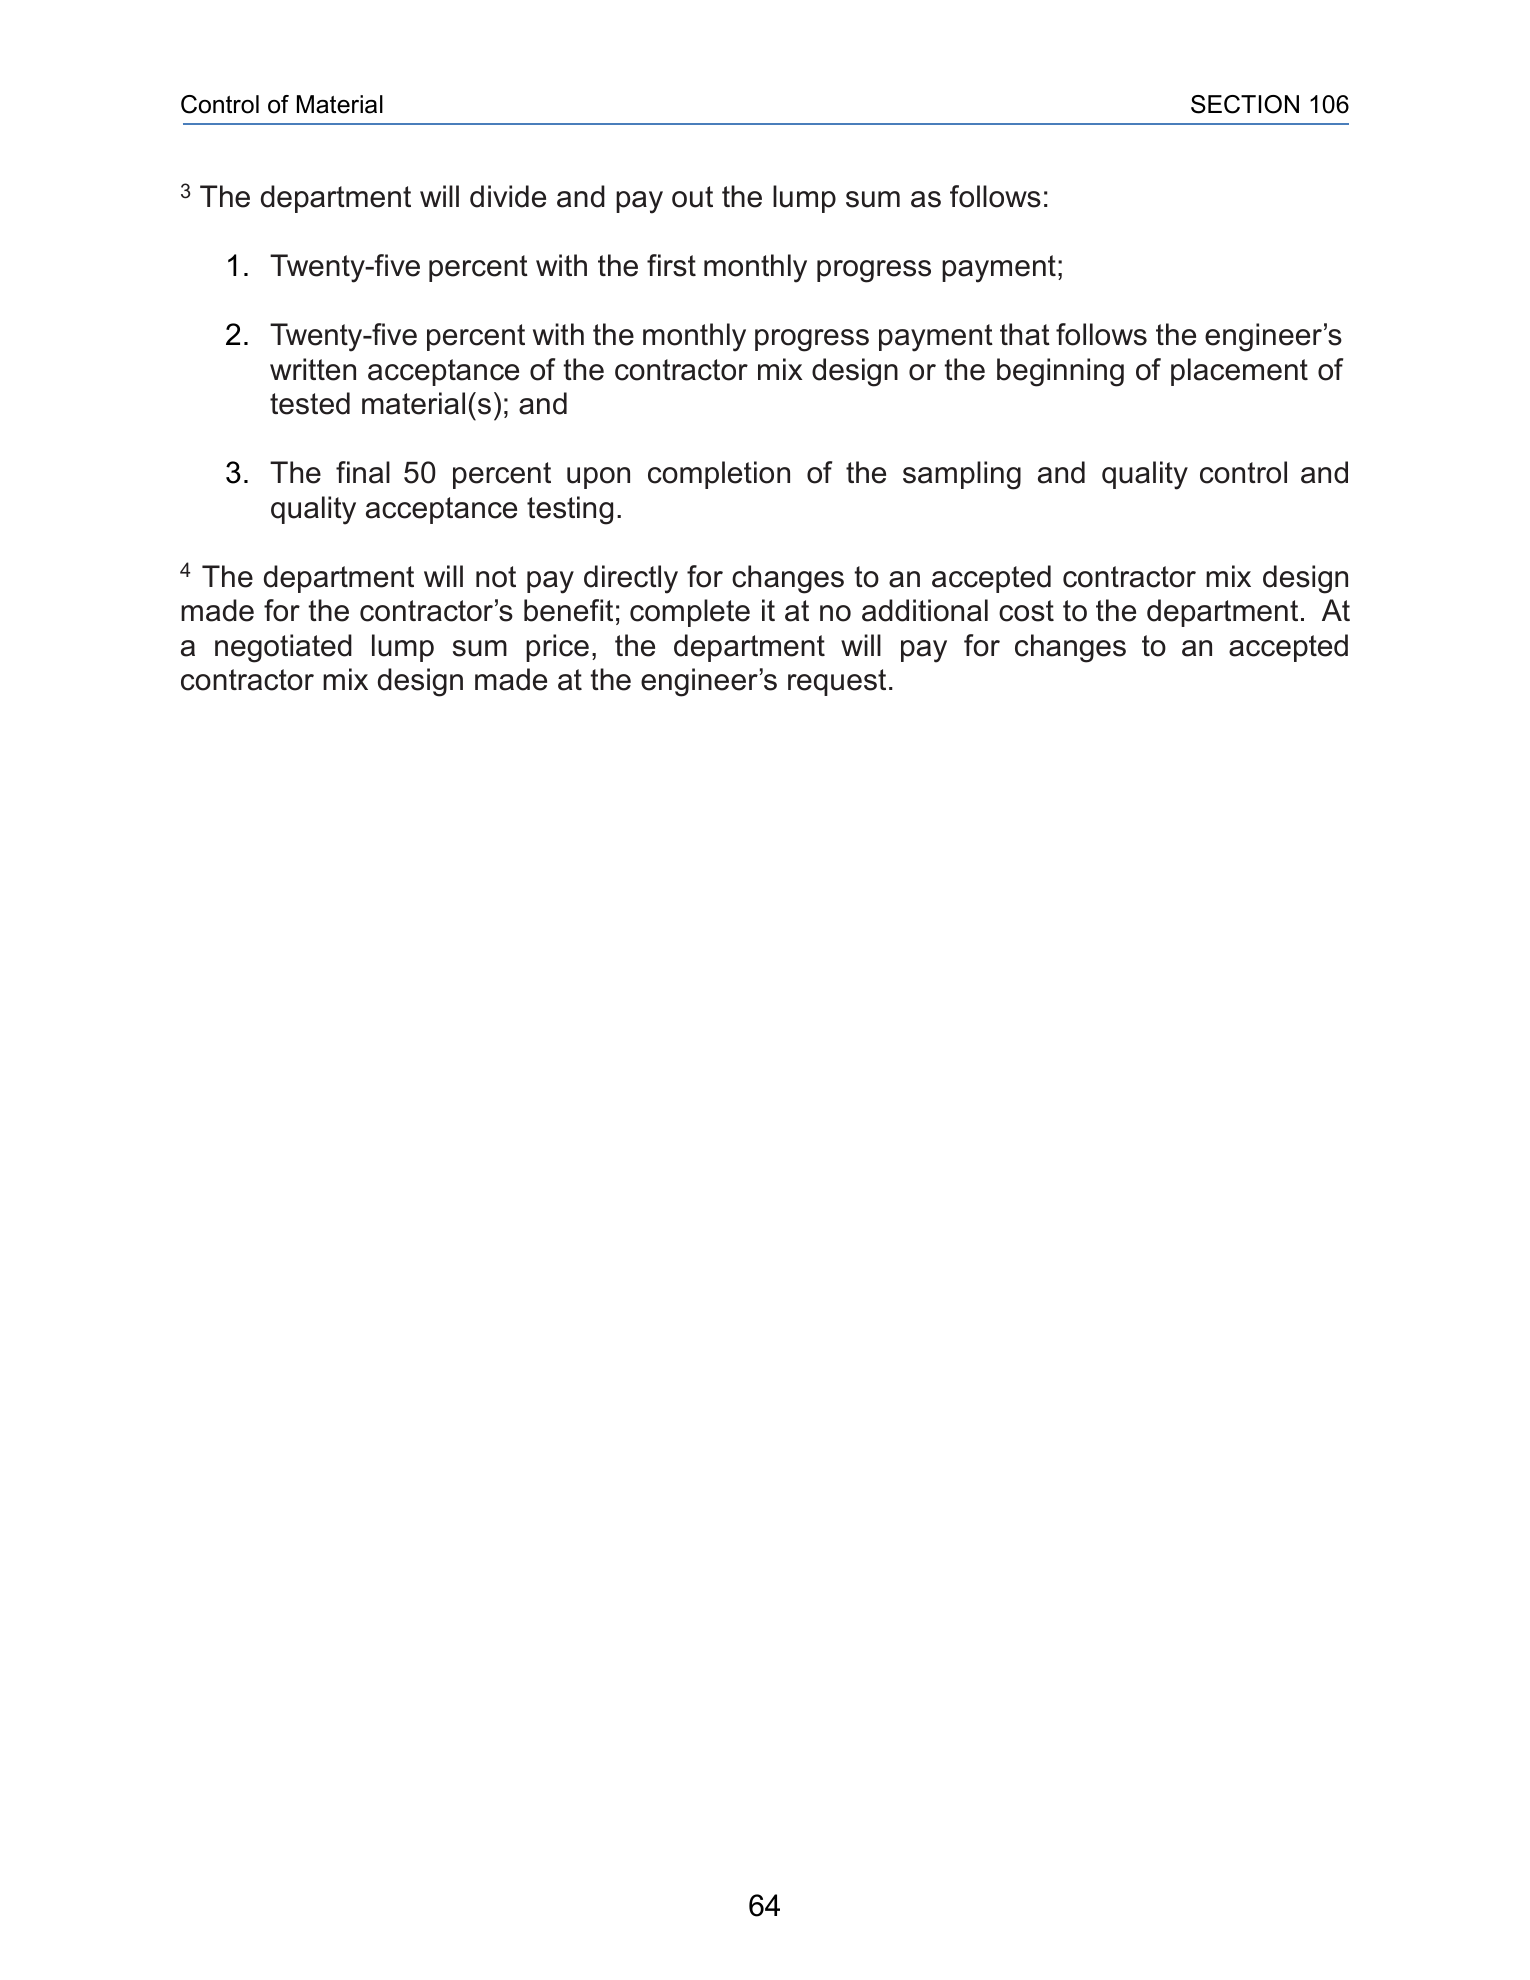 Control of Material SECTION 106
3 The department will divide and pay out the lump sum as follows:
1. Twenty-five percent with the first monthly progress payment;
2. Twenty-five percent with the monthly progress payment that follows the engineer’s
written acceptance of the contractor mix design or the beginning of placement of
tested material(s); and
3. The final 50 percent upon completion of the sampling and quality control and
quality acceptance testing.
4 The department will not pay directly for changes to an accepted contractor mix design
made for the contractor’s benefit; complete it at no additional cost to the department. At
a negotiated lump sum price, the department will pay for changes to an accepted
contractor mix design made at the engineer’s request.
64